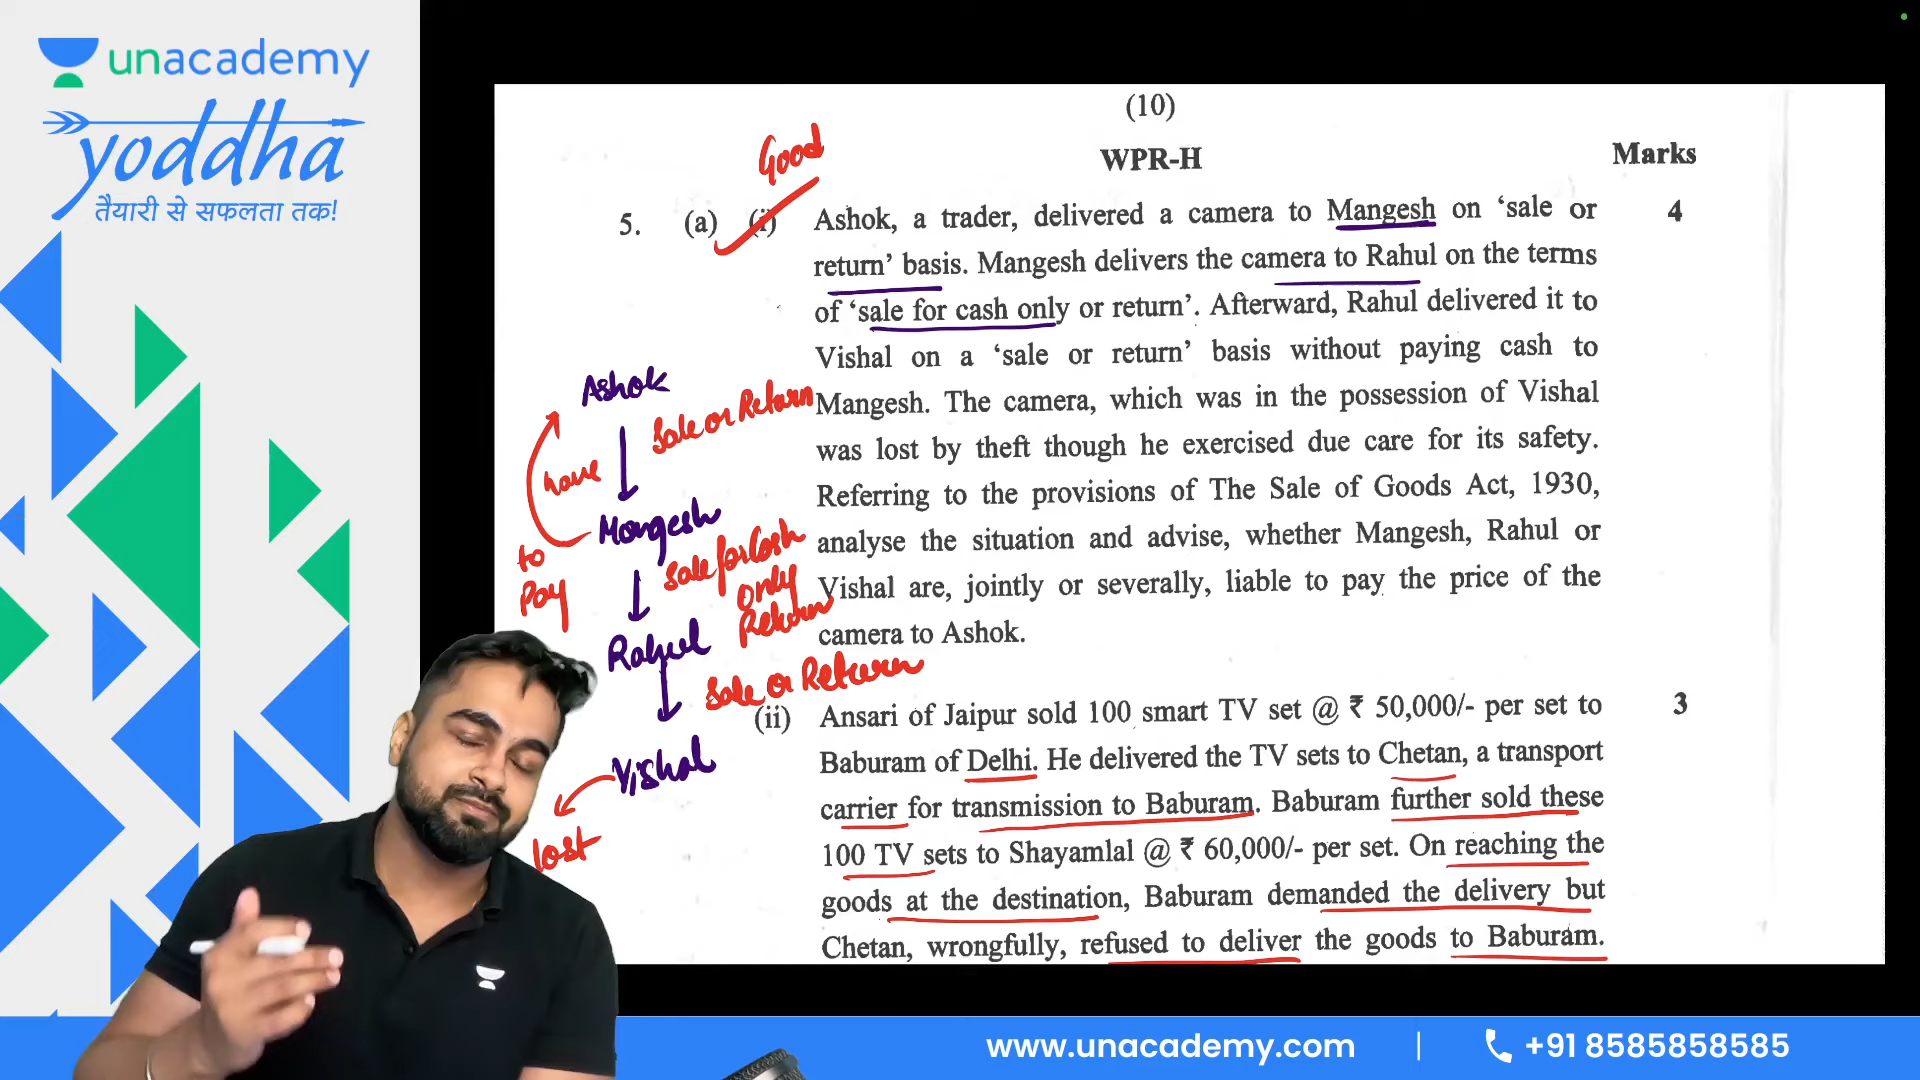 unacademy
yoddha
तैयारी से सफलता तक!
(10)
WPR-H
Marks
Good
5. (a) (i) Ashok, a trader, delivered a camera to Mangesh on ‘sale or 4
return’ basis. Mangesh delivers the camera to Rahul on the terms
of ‘sale for cash only or return’. Afterward, Rahul delivered it to
Vishal on a ‘sale or return’ basis without paying cash to
Mangesh. The camera, which was in the possession of Vishal
was lost by theft though he exercised due care for its safety.
Referring to the provisions of The Sale of Goods Act, 1930,
analyse the situation and advise, whether Mangesh, Rahul or
Vishal are, jointly or severally, liable to pay the price of the
camera to Ashok.
Ashok
Sale or Return
have
to
Pay
Mangesh
Sale for Cash
only
Return
Rahul
Sale or Return
Vishal
lost
(ii) Ansari of Jaipur sold 100 smart TV set @ ₹ 50,000/- per set to 3
Baburam of Delhi. He delivered the TV sets to Chetan, a transport
carrier for transmission to Baburam. Baburam further sold these
100 TV sets to Shayamlal @ ₹ 60,000/- per set. On reaching the
goods at the destination, Baburam demanded the delivery but
Chetan, wrongfully, refused to deliver the goods to Baburam.
www.unacademy.com | +91 8585858585